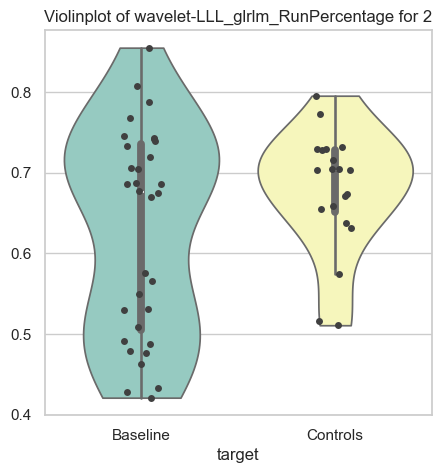 Violinplot of wavelet-LLL_glrlm_RunPercentage for 2
0.8
0.7
0.6
0.5
0.4
Baseline
Controls
target